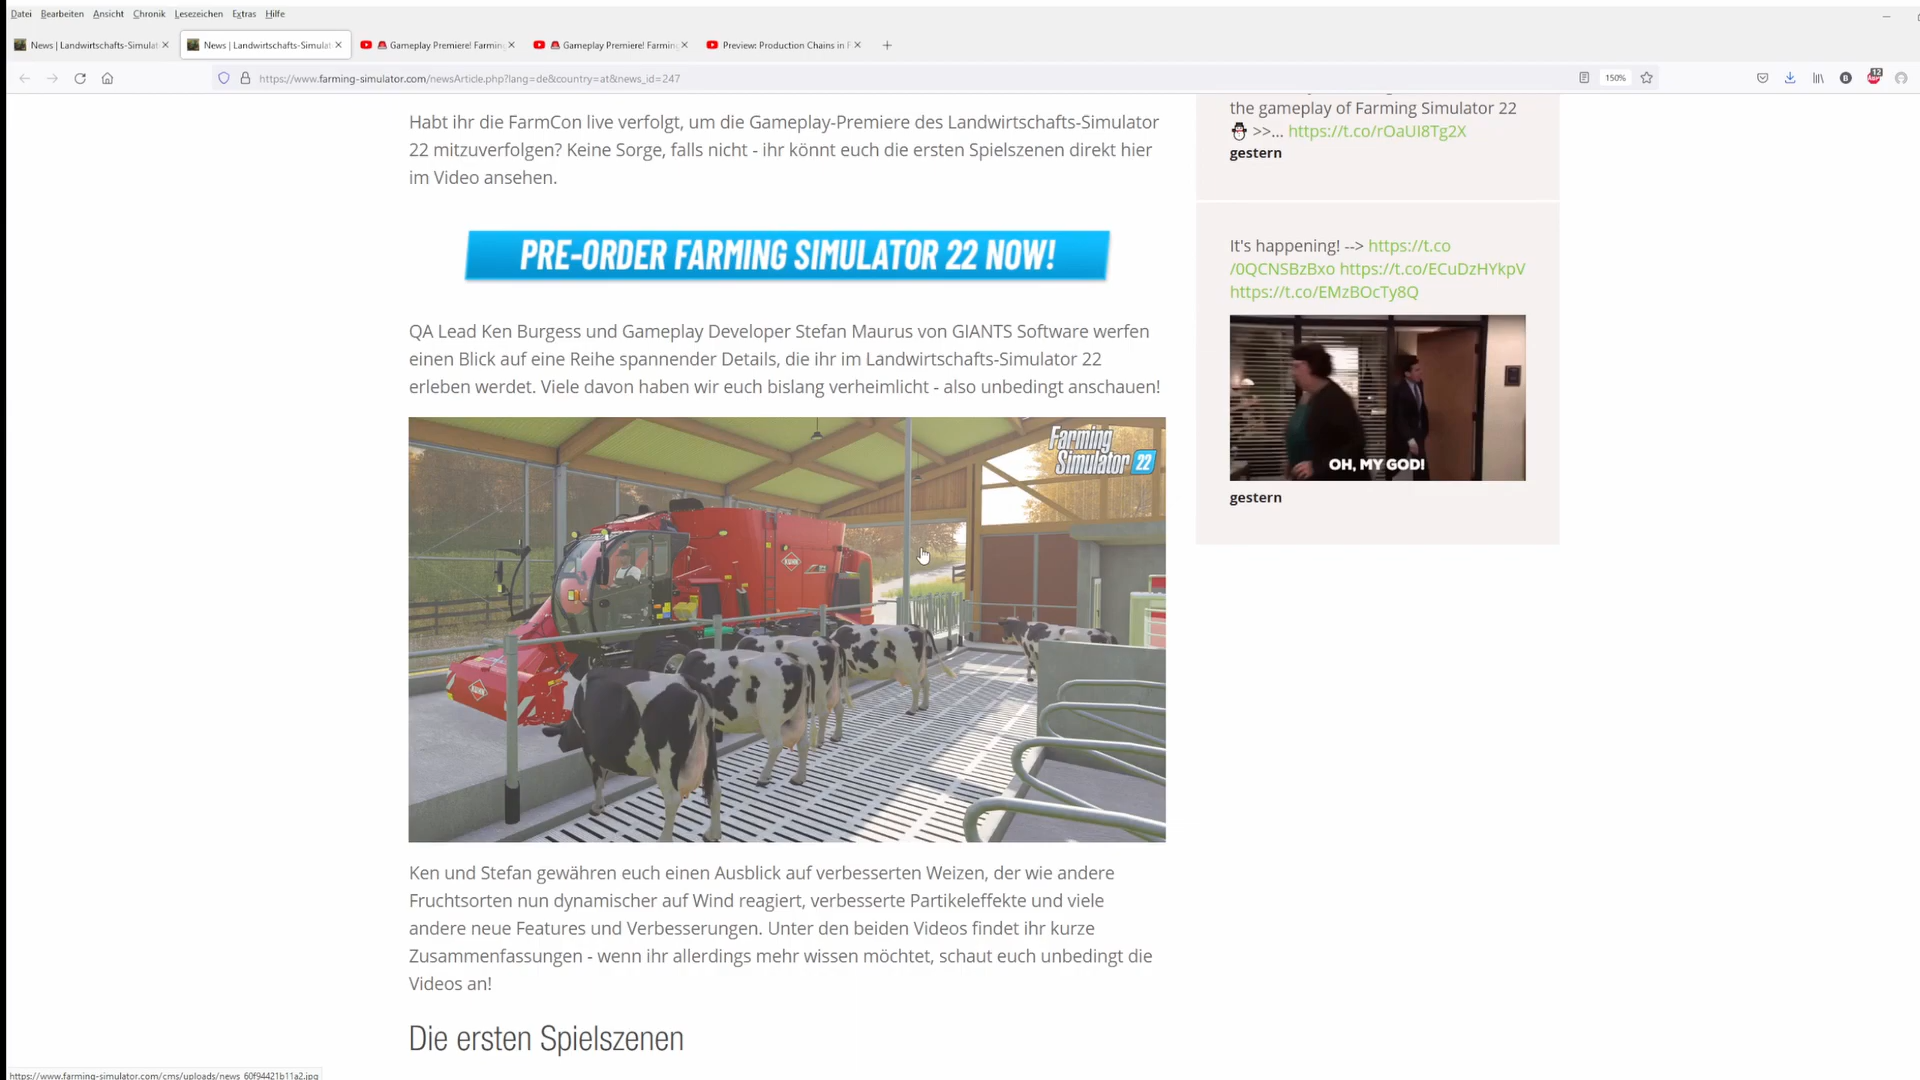 Datei Bearbeiten Ansicht Chronik Lesezeichen Extras Hilfe
News | Landwirtschafts-Simulat
News | Landwirtschafts-Simulat
Gameplay Premiere! Farming
Gameplay Premiere! Farming
Preview: Production Chains in F
https://www.farming-simulator.com/newsArticle.php?lang=de&country=at&news_id=247
150%
12
Habt ihr die FarmCon live verfolgt, um die Gameplay-Premiere des Landwirtschafts-Simulator
22 mitzuverfolgen? Keine Sorge, falls nicht - ihr könnt euch die ersten Spielszenen direkt hier
im Video ansehen.
PRE-ORDER FARMING SIMULATOR 22 NOW!
QA Lead Ken Burgess und Gameplay Developer Stefan Maurus von GIANTS Software werfen
einen Blick auf eine Reihe spannender Details, die ihr im Landwirtschafts-Simulator 22
erleben werdet. Viele davon haben wir euch bislang verheimlicht - also unbedingt anschauen!
Farming
Simulator 22
KUHN
KUHN
Ken und Stefan gewähren euch einen Ausblick auf verbesserten Weizen, der wie andere
Fruchtsorten nun dynamischer auf Wind reagiert, verbesserte Partikeleffekte und viele
andere neue Features und Verbesserungen. Unter den beiden Videos findet ihr kurze
Zusammenfassungen - wenn ihr allerdings mehr wissen möchtet, schaut euch unbedingt die
Videos an!
Die ersten Spielszenen
the gameplay of Farming Simulator 22
>>... https://t.co/rOaUI8Tg2X
gestern
It's happening! --> https://t.co
/0QCNSBzBxo https://t.co/ECuDzHYkpV
https://t.co/EMzBOcTy8Q
OH, MY GOD!
gestern
https://www.farming-simulator.com/cms/uploads/news_60f94421b11a2.jpg